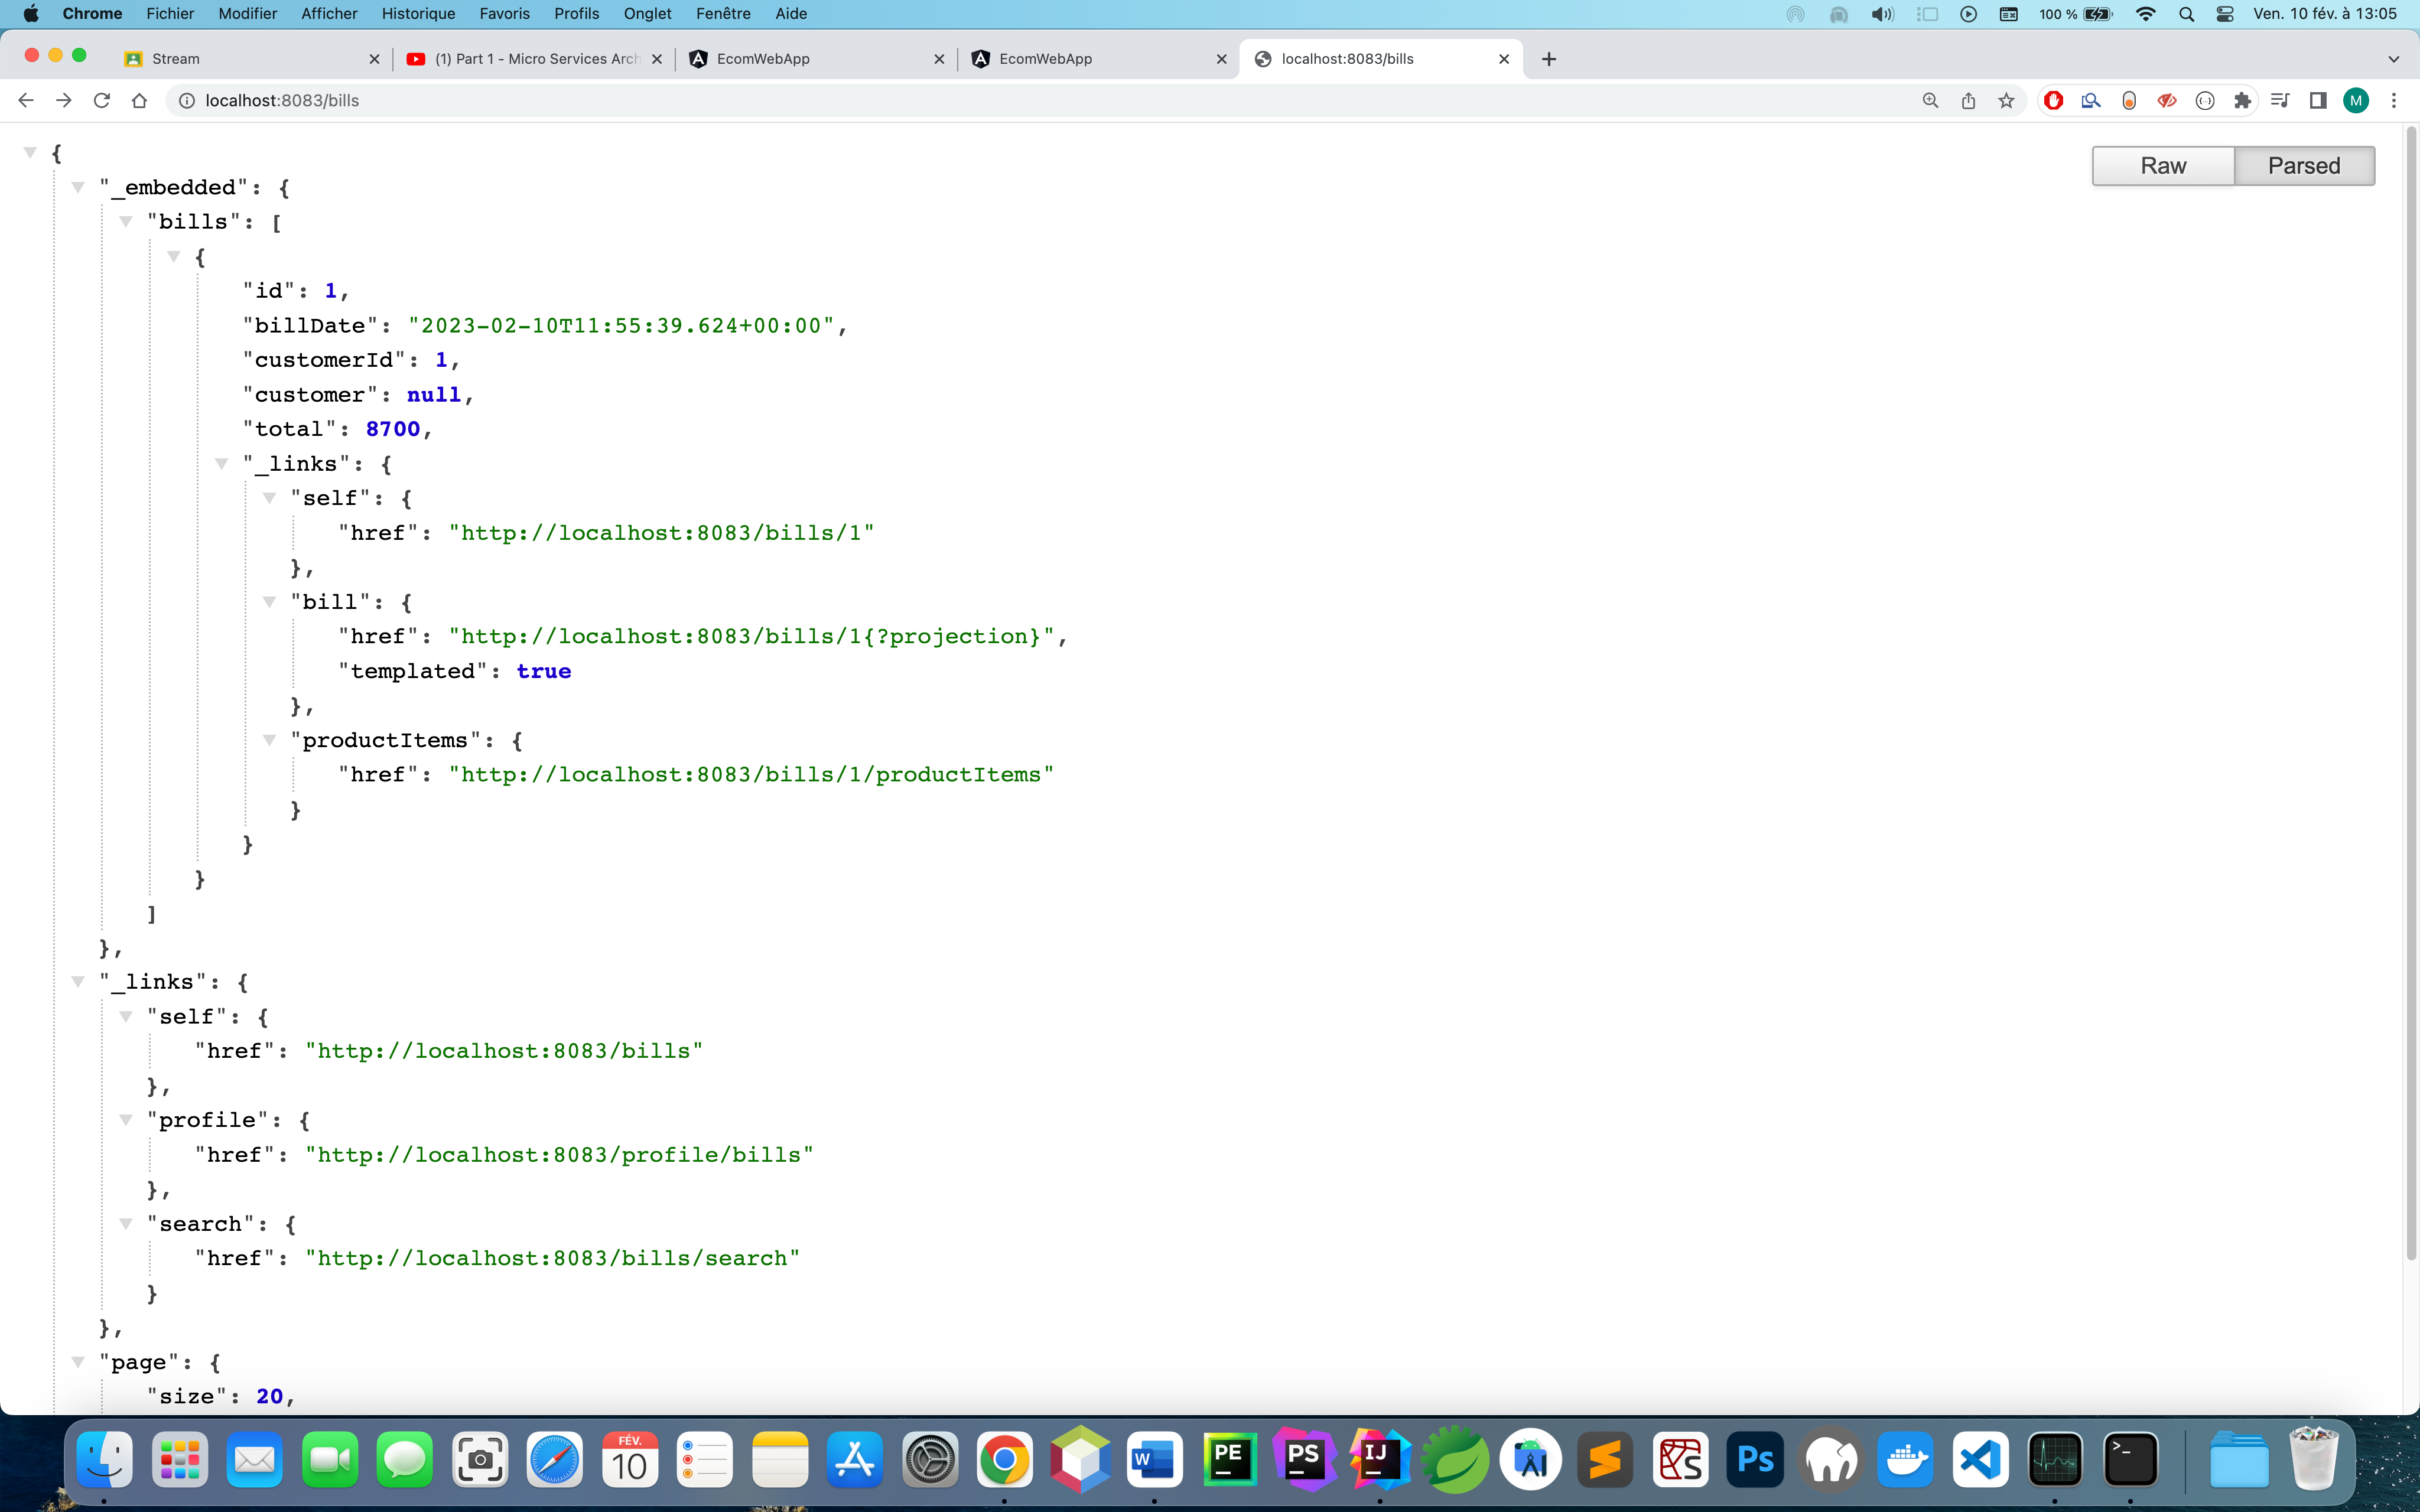 Chrome Fichier Modifier Afficher Historique Favoris Profils Onglet Fenêtre Aide 100 % Ven. 10 fév. à 13:05
Stream (1) Part 1 - Micro Services Arch EcomWebApp EcomWebApp localhost:8083/bills
localhost:8083/bills M
Raw Parsed
{
"_embedded": {
"bills": [
{
"id": 1,
"billDate": "2023-02-10T11:55:39.624+00:00",
"customerId": 1,
"customer": null,
"total": 8700,
"_links": {
"self": {
"href": "http://localhost:8083/bills/1"
},
"bill": {
"href": "http://localhost:8083/bills/1{?projection}",
"templated": true
},
"productItems": {
"href": "http://localhost:8083/bills/1/productItems"
}
}
}
]
},
"_links": {
"self": {
"href": "http://localhost:8083/bills"
},
"profile": {
"href": "http://localhost:8083/profile/bills"
},
"search": {
"href": "http://localhost:8083/bills/search"
}
},
"page": {
"size": 20,
FÉV.
10 W PE PS IJ Ps >_